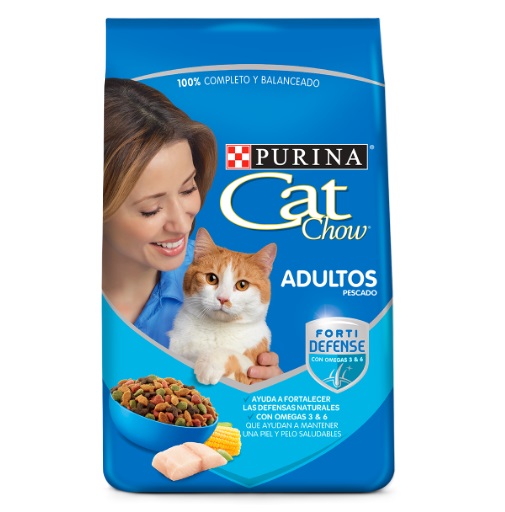 100% COMPLETO Y BALANCEADO
PURINA®
Cat
Chow®
ADULTOS
PESCADO
FORTI
DEFENSE
CON OMEGAS 3 & 6
AYUDA A FORTALECER
LAS DEFENSAS NATURALES
CON OMEGAS 3 & 6
QUE AYUDAN A MANTENER
UNA PIEL Y PELO SALUDABLES